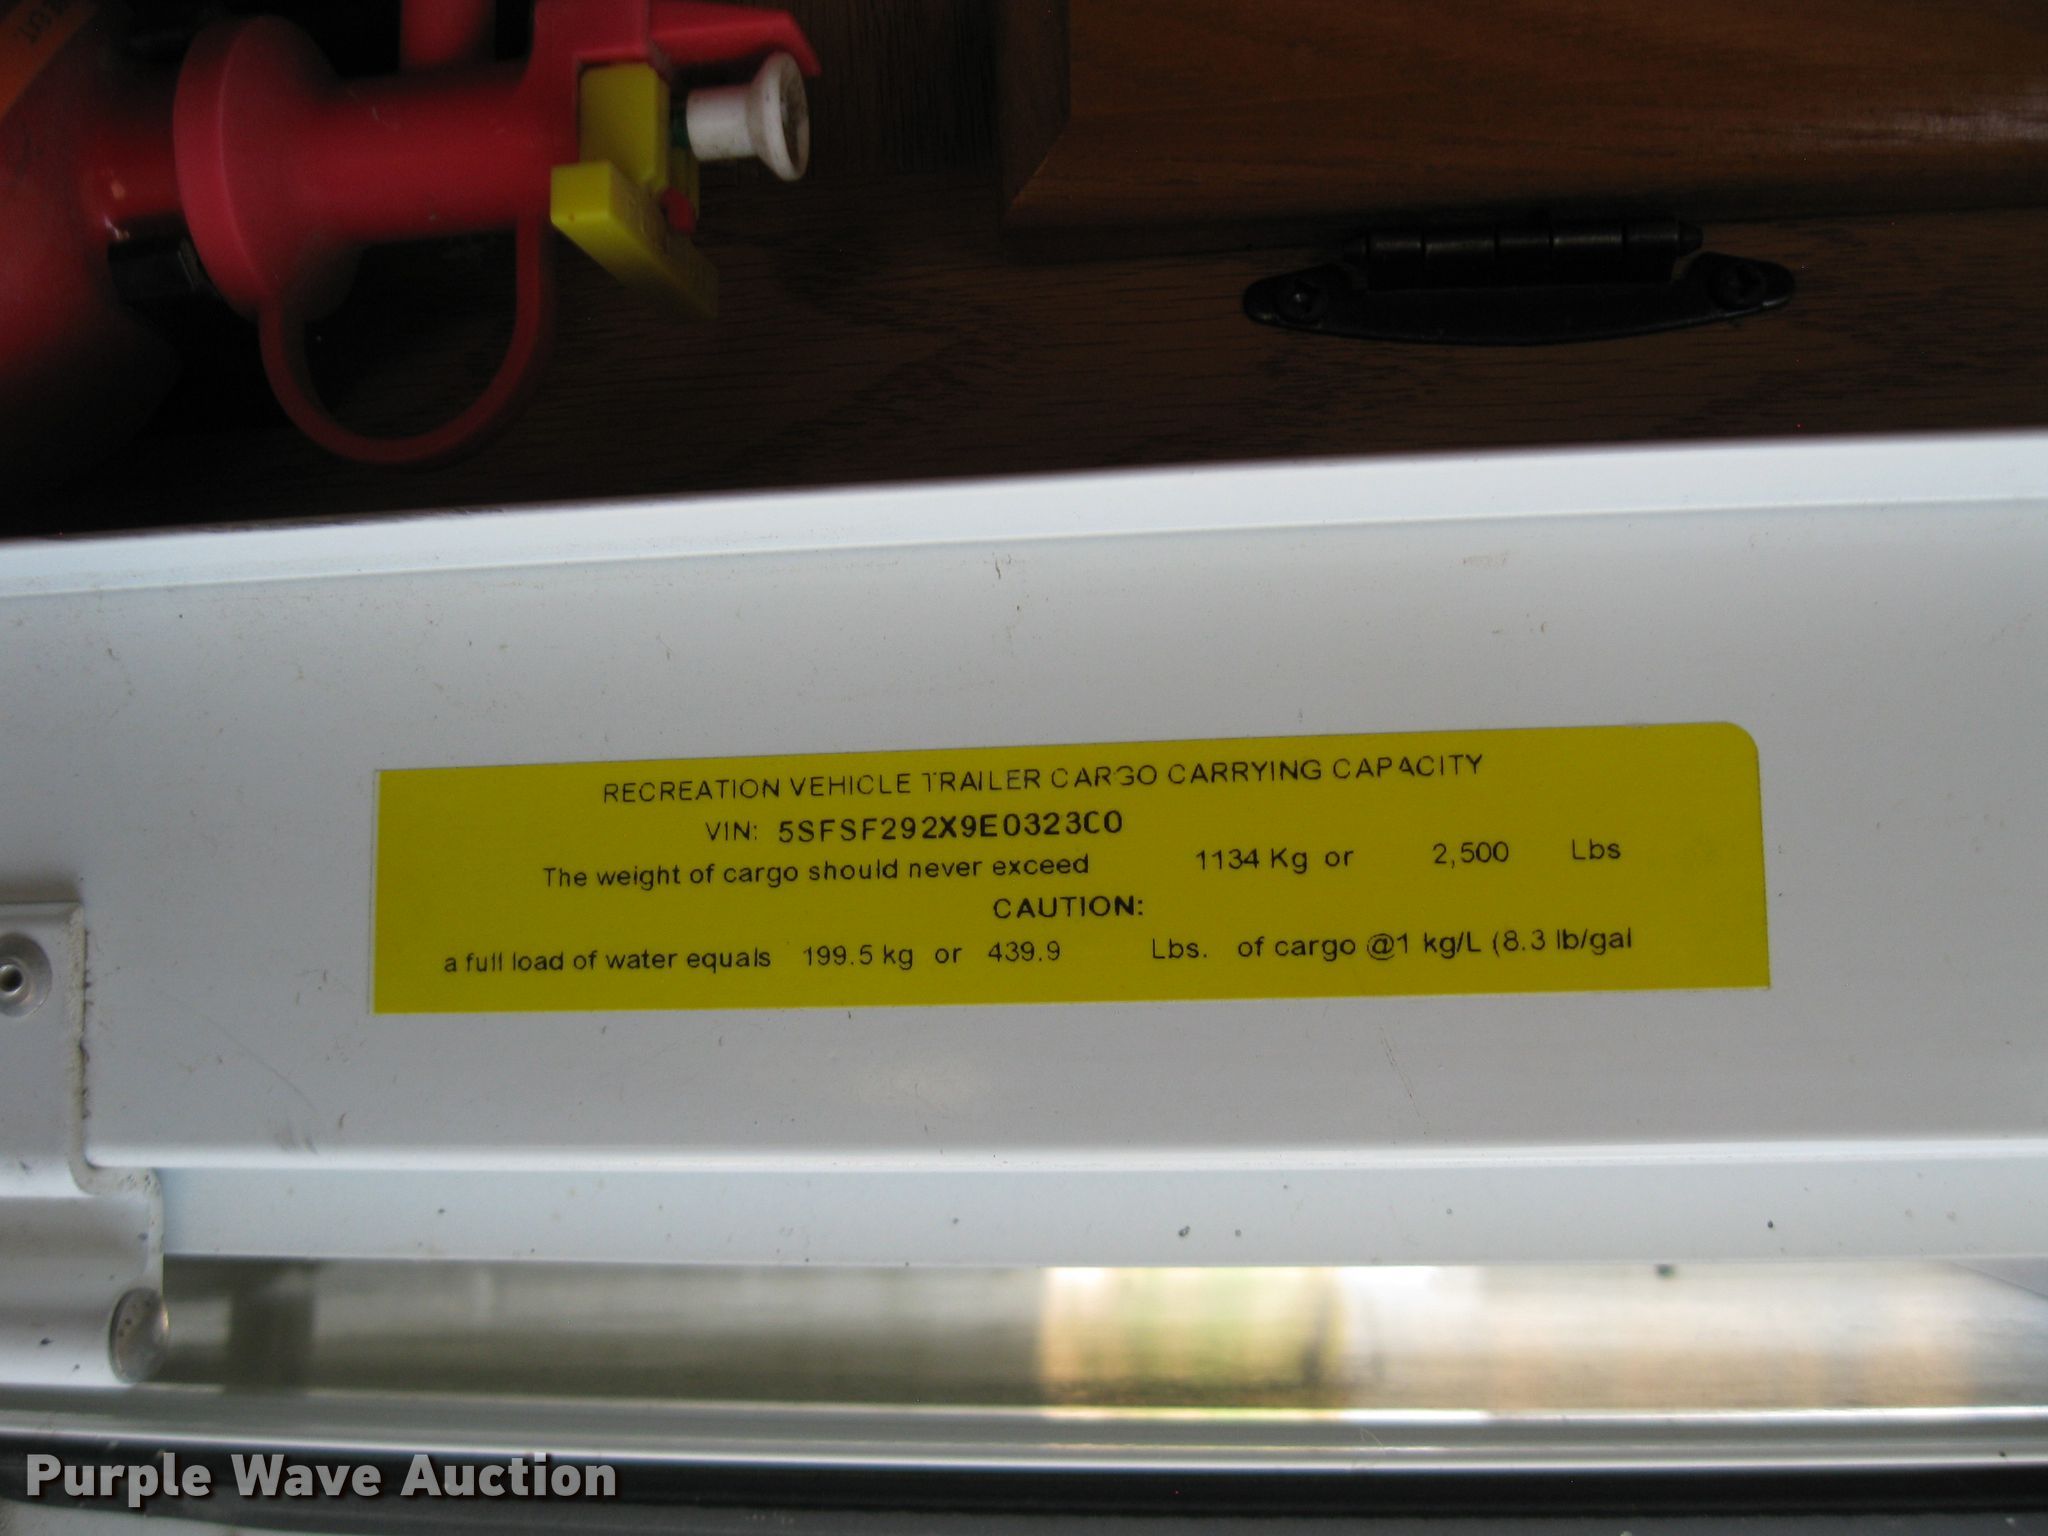 RECREATION VEHICLE TRAILER CARGO CARRYING CAPACITY
VIN: 5SFSF292X9E0323C0
The weight of cargo should never exceed 1134 Kg or 2,500 Lbs
CAUTION:
a full load of water equals 199.5 kg or 439.9 Lbs. of cargo @1 kg/L (8.3 lb/gal
Purple Wave Auction